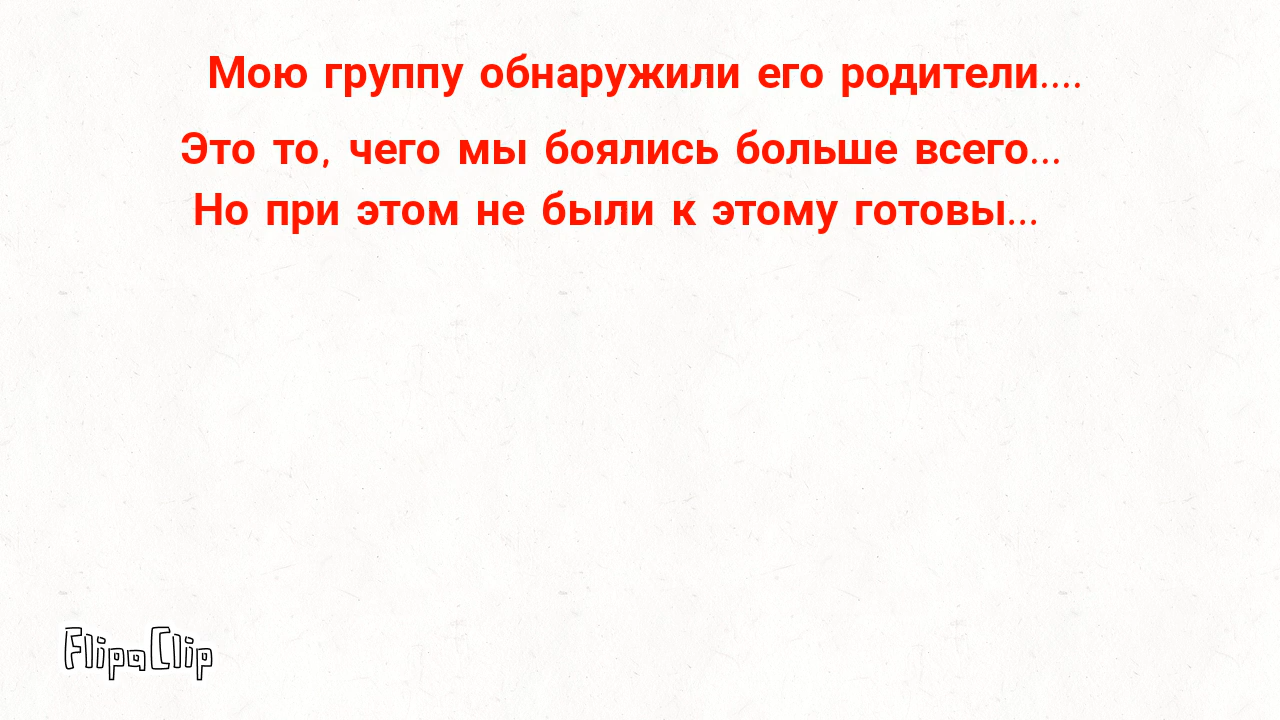 Мою группу обнаружили его родители....
Это то, чего мы боялись больше всего...
Но при этом не были к этому готовы...
FlipaClip